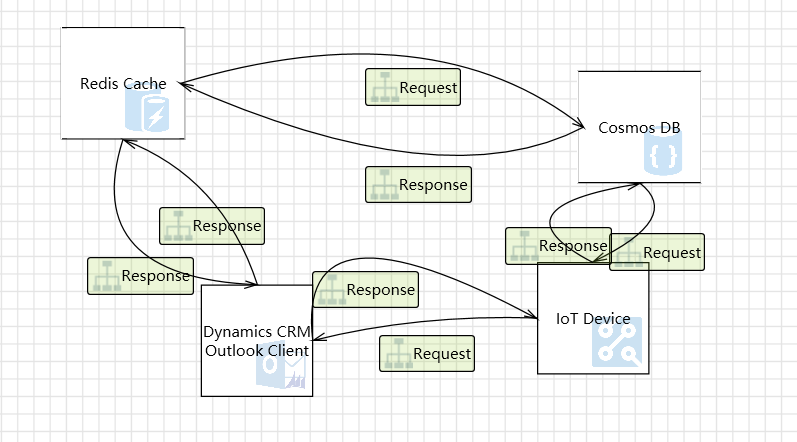 Redis Cache
Request
Cosmos DB
Response
Response
Response
Request
Response
Response
IoT Device
Dynamics CRM
Outlook Client
Request